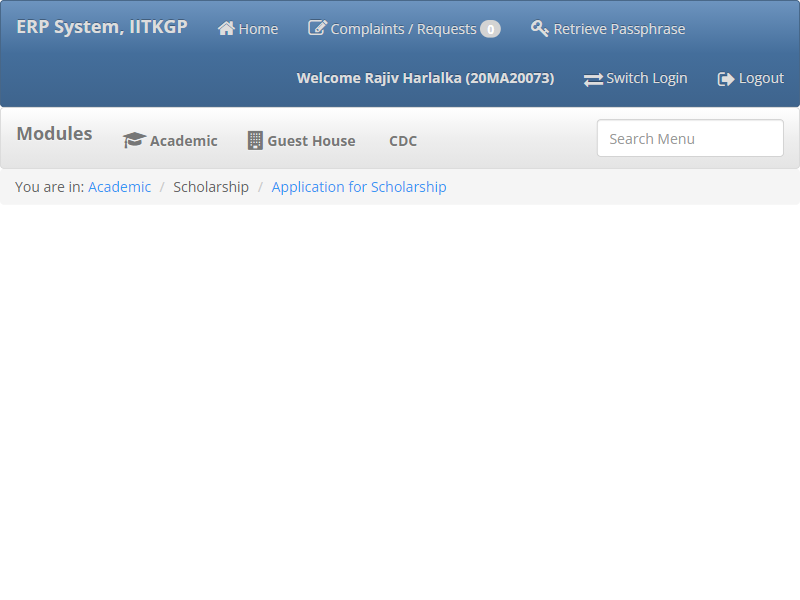 ERP System, IITKGP Home Complaints / Requests 0 Retrieve Passphrase
Welcome Rajiv Harlalka (20MA20073) Switch Login Logout
Modules Academic Guest House CDC Search Menu
You are in: Academic / Scholarship / Application for Scholarship